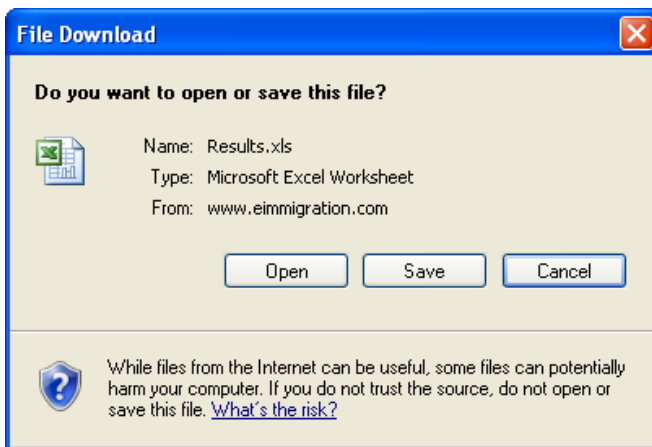 File Download
Do you want to open or save this file?
Name: Results.xls
Type: Microsoft Excel Worksheet
From: www.eimmigration.com
Open Save Cancel
While files from the Internet can be useful, some files can potentially
harm your computer. If you do not trust the source, do not open or
save this file. What's the risk?